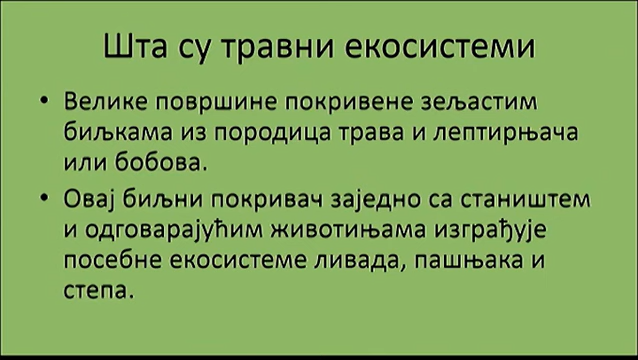 Шта су травни екосистеми
• Велике површине покривене зељастим
биљкама из породица трава и лептирњача
или бобова.
• Овај биљни покривач заједно са стаништем
и одговарајућим животињама изграђује
посебне екосистеме ливада, пашњака и
степа.